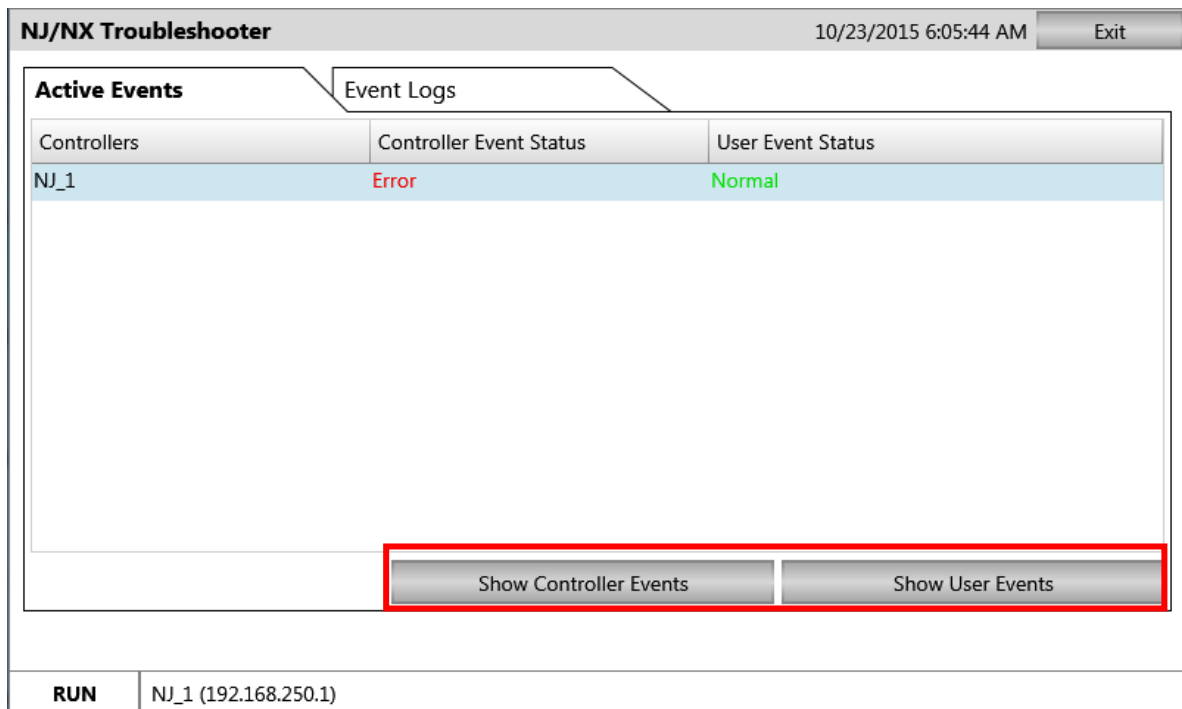 NJ/NX Troubleshooter 10/23/2015 6:05:44 AM Exit
Active Events Event Logs
Controllers Controller Event Status User Event Status
NJ_1 Error Normal
Show Controller Events Show User Events
RUN NJ_1 (192.168.250.1)